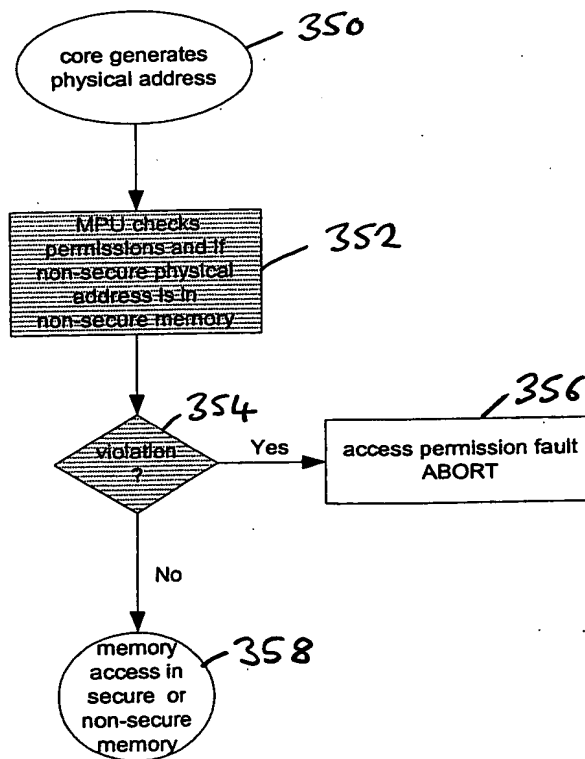 350
core generates
physical address
352
MPU checks
permissions and if
non-secure physical
address is in
non-secure memory
354
violation
?
Yes
356
access permission fault
ABORT
No
358
memory
access in
secure or
non-secure
memory